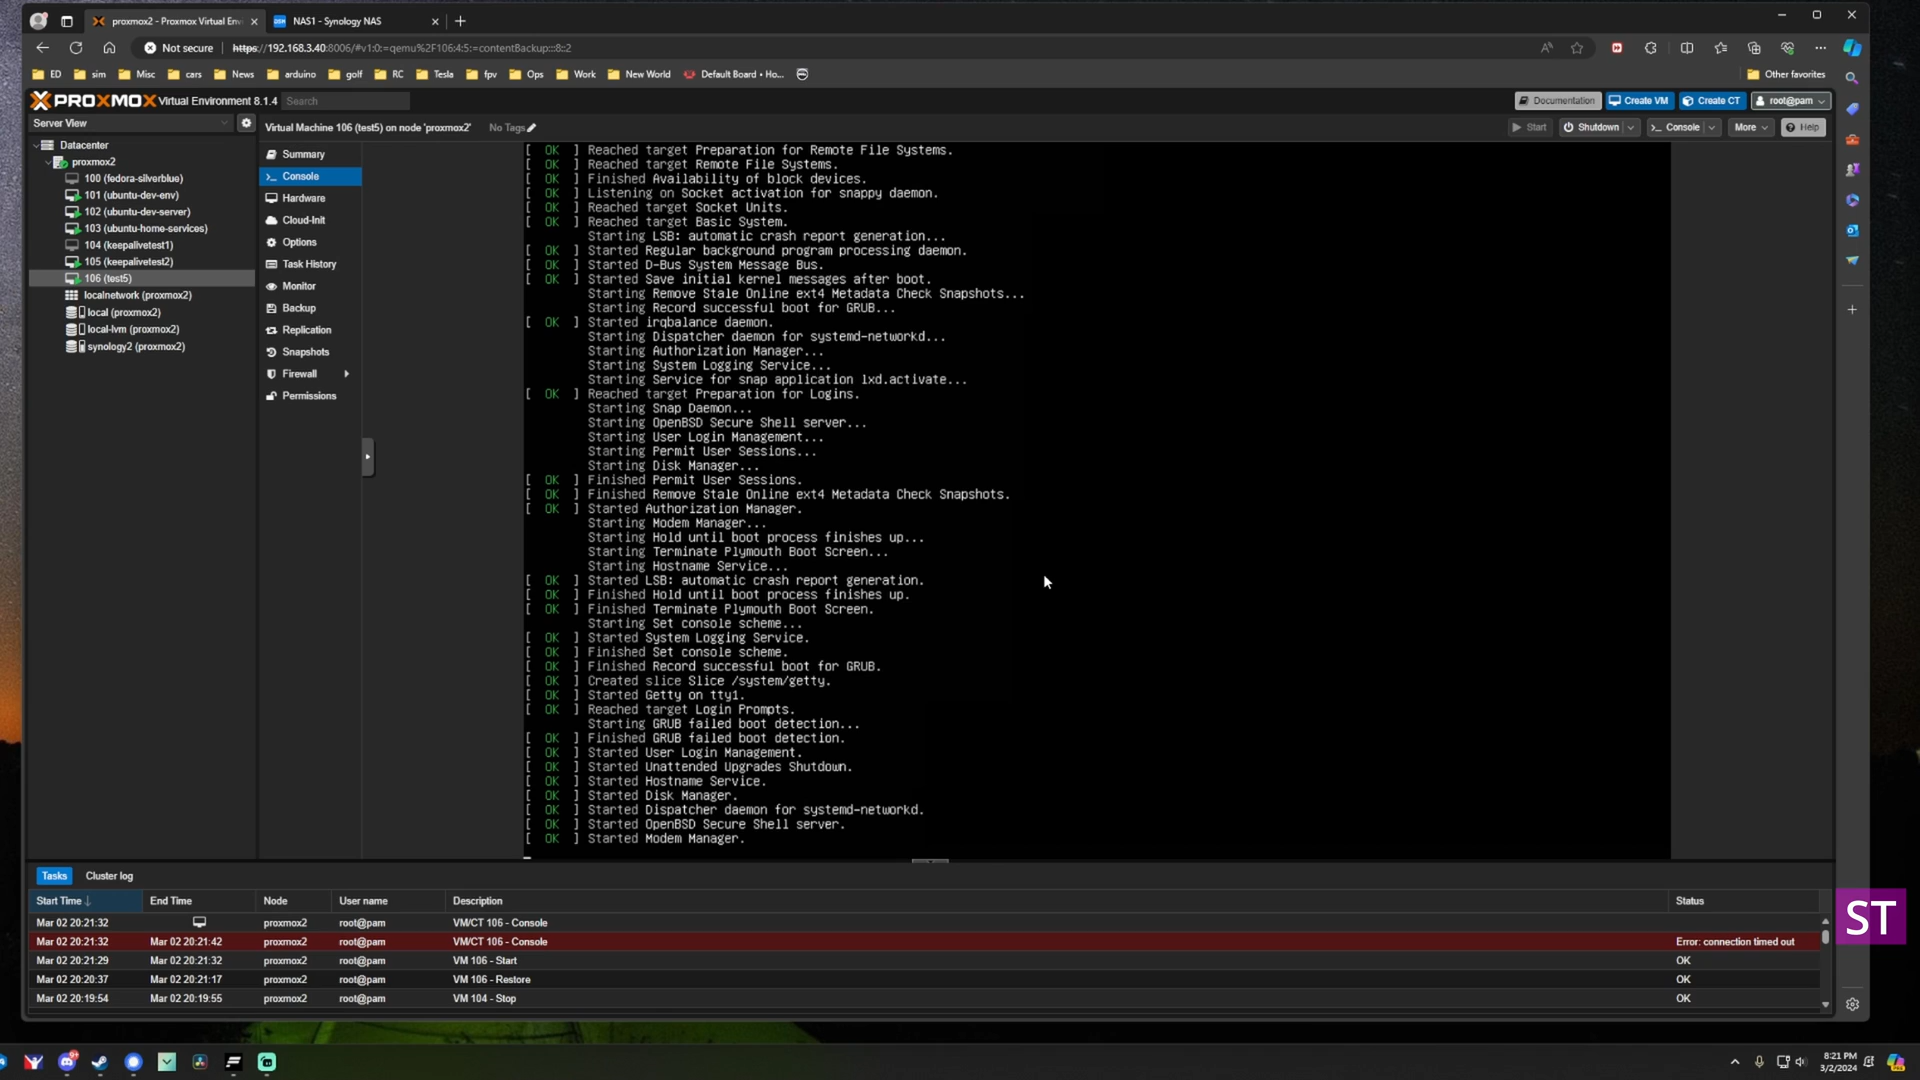 proxmox2 - Proxmox Virtual Envi
NAS1 - Synology NAS
Not secure
https://192.168.3.40:8006/#v1:0:=qemu%2F106:4:5:=contentBackup:::8::2
ED
sim
Misc
cars
News
arduino
golf
RC
Tesla
fpv
Ops
Work
New World
Default Board • Ho...
Other favorites
PROXMOX Virtual Environment 8.1.4
Search
Documentation
Create VM
Create CT
root@pam
Server View
Virtual Machine 106 (test5) on node 'proxmox2'
No Tags
Start
Shutdown
Console
More
Help
Datacenter
proxmox2
100 (fedora-silverblue)
101 (ubuntu-dev-env)
102 (ubuntu-dev-server)
103 (ubuntu-home-services)
104 (keepalivetest1)
105 (keepalivetest2)
106 (test5)
localnetwork (proxmox2)
local (proxmox2)
local-lvm (proxmox2)
synology2 (proxmox2)
Summary
Console
Hardware
Cloud-Init
Options
Task History
Monitor
Backup
Replication
Snapshots
Firewall
Permissions
[ OK ] Reached target Preparation for Remote File Systems.
[ OK ] Reached target Remote File Systems.
[ OK ] Finished Availability of block devices.
[ OK ] Listening on Socket activation for snappy daemon.
[ OK ] Reached target Socket Units.
[ OK ] Reached target Basic System.
Starting LSB: automatic crash report generation...
[ OK ] Started Regular background program processing daemon.
[ OK ] Started D-Bus System Message Bus.
[ OK ] Started Save initial kernel messages after boot.
Starting Remove Stale Online ext4 Metadata Check Snapshots...
Starting Record successful boot for GRUB...
[ OK ] Started irqbalance daemon.
Starting Dispatcher daemon for systemd-networkd...
Starting Authorization Manager...
Starting System Logging Service...
Starting Service for snap application lxd.activate...
[ OK ] Reached target Preparation for Logins.
Starting Snap Daemon...
Starting OpenBSD Secure Shell server...
Starting User Login Management...
Starting Permit User Sessions...
Starting Disk Manager...
[ OK ] Finished Permit User Sessions.
[ OK ] Finished Remove Stale Online ext4 Metadata Check Snapshots.
[ OK ] Started Authorization Manager.
Starting Modem Manager...
Starting Hold until boot process finishes up...
Starting Terminate Plymouth Boot Screen...
Starting Hostname Service...
[ OK ] Started LSB: automatic crash report generation.
[ OK ] Finished Hold until boot process finishes up.
[ OK ] Finished Terminate Plymouth Boot Screen.
Starting Set console scheme...
[ OK ] Started System Logging Service.
[ OK ] Finished Set console scheme.
[ OK ] Finished Record successful boot for GRUB.
[ OK ] Created slice Slice /system/getty.
[ OK ] Started Getty on tty1.
[ OK ] Reached target Login Prompts.
Starting GRUB failed boot detection...
[ OK ] Finished GRUB failed boot detection.
[ OK ] Started User Login Management.
[ OK ] Started Unattended Upgrades Shutdown.
[ OK ] Started Hostname Service.
[ OK ] Started Disk Manager.
[ OK ] Started Dispatcher daemon for systemd-networkd.
[ OK ] Started OpenBSD Secure Shell server.
[ OK ] Started Modem Manager.
Tasks
Cluster log
Start Time End Time Node User name Description Status
Mar 02 20:21:32 proxmox2 root@pam VM/CT 106 - Console
Mar 02 20:21:32 Mar 02 20:21:42 proxmox2 root@pam VM/CT 106 - Console Error: connection timed out
Mar 02 20:21:29 Mar 02 20:21:32 proxmox2 root@pam VM 106 - Start OK
Mar 02 20:20:37 Mar 02 20:21:17 proxmox2 root@pam VM 106 - Restore OK
Mar 02 20:19:54 Mar 02 20:19:55 proxmox2 root@pam VM 104 - Stop OK
ST
8:21 PM
3/2/2024